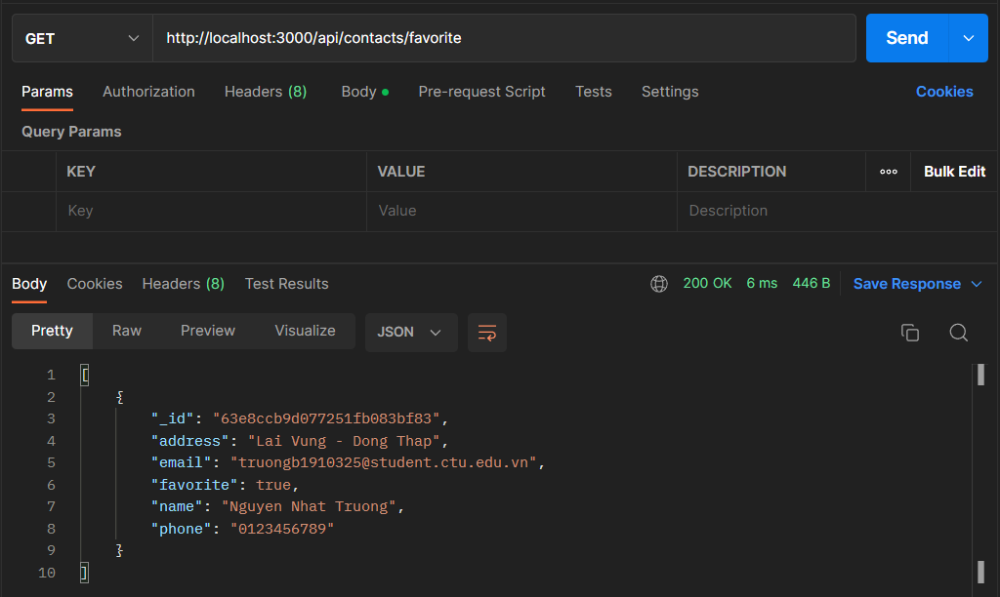 GET http://localhost:3000/api/contacts/favorite Send
Params Authorization Headers (8) Body Pre-request Script Tests Settings Cookies
Query Params
KEY VALUE DESCRIPTION Bulk Edit
Key Value Description
Body Cookies Headers (8) Test Results 200 OK 6 ms 446 B Save Response
Pretty Raw Preview Visualize JSON
1 [
2 {
3 "_id": "63e8ccb9d077251fb083bf83",
4 "address": "Lai Vung - Dong Thap",
5 "email": "truongb1910325@student.ctu.edu.vn",
6 "favorite": true,
7 "name": "Nguyen Nhat Truong",
8 "phone": "0123456789"
9 }
10 ]